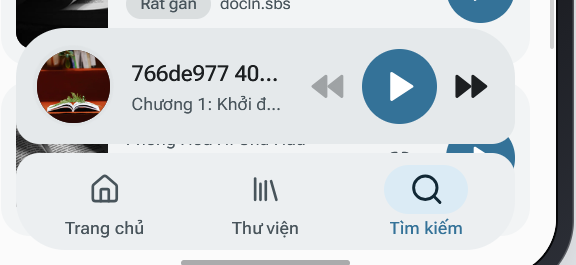 Rất gần docln.sbs
766de977 40...
Chương 1: Khởi đ...
Trang chủ
Thư viện
Tìm kiếm